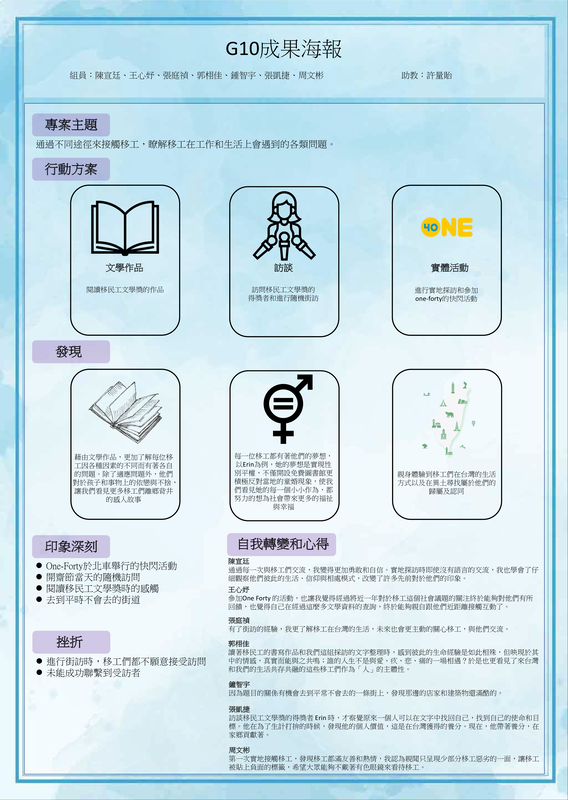 G10成果海報
組員：陳宣廷、王心妤、張庭禎、郭栩佳、鍾智宇、張凱捷、周文彬
助教：許量貽
專案主題
通過不同途徑來接觸移工，瞭解移工在工作和生活上會遇到的各類問題。
行動方案
文學作品
閱讀移民工文學獎的作品
訪談
訪問移民工文學獎的
得獎者和進行隨機街訪
40NE
實體活動
進行實地探訪和參加
one-forty的快閃活動
發現
藉由文學作品，更加了解每位移
工因各種因素的不同而有著各自
的問題。除了適應問題外，他們
對於孩子和事物上的依戀與不捨，
讓我們看見更多移工們離鄉背井
的感人故事
每一位移工都有著他們的夢想，
以Erin為例，她的夢想是實現性
別平權，不僅開設免費圖書館更
積極反對當地的童婚現象，使我
們看見她的每一個小小作為，都
努力的想為社會帶來更多的福祉
與幸福
親身體驗到移工們在台灣的生活
方式以及在異土尋找屬於他們的
歸屬及認同
印象深刻
One-Forty於北車舉行的快閃活動
開齋節當天的隨機訪問
閱讀移民工文學獎時的感觸
去到平時不會去的街道
挫折
進行街訪時，移工們都不願意接受訪問
未能成功聯繫到受訪者
自我轉變和心得
陳宣廷
通過每一次與移工們交流，我變得更加勇敢和自信。實地探訪時即使沒有語言的交流，我也學會了仔
細觀察他們彼此的生活、信仰與相處模式，改變了許多先前對於他們的印象。
王心妤
參加One Forty 的活動，也讓我覺得經過將近一年對於移工這個社會議題的關注終於能夠對他們有所
回饋，也覺得自己在經過這麼多文學資料的查詢，終於能夠親自跟他們近距離接觸互動了。
張庭禎
有了街訪的經驗，我更了解移工在台灣的生活，未來也會更主動的關心移工，與他們交流。
郭栩佳
讀著移工的書寫作品和我們這組採訪的文字整理時，感到彼此的生命經驗是如此相殊，但映現於其
中的情感，真實而能與之共鳴；誰的人生不是與愛、疚、悲、痛的一場相遇？於是也更看見了來台灣
和我們的生活共存共融的這些移工們作為「人」的主體性。
鍾智宇
因為題目的關係有機會去到平常不會去的一條街上，發現那邊的店家和建築物還滿酷的。
張凱捷
訪談移民工文學獎的得獎者 Erin 時，才察覺原來一個人可以在文字中找回自己，找到自己的使命和目
標。他在為了生計打拚的時候，發現他的個人價值，這是在台灣獲得的養分。現在，他帶著養分，在
家鄉貢獻著。
周文彬
第一次實地接觸移工，發現移工都滿友善和熱情，我認為親聞只呈現少部分移工惡劣的一面，讓移工
被貼上負面的標籤，希望大眾能夠不戴著有色眼鏡來看待移工。